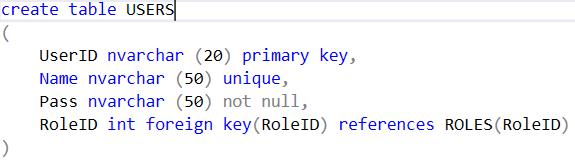 create table USERS
(
    UserID nvarchar (20) primary key,
    Name nvarchar (50) unique,
    Pass nvarchar (50) not null,
    RoleID int foreign key(RoleID) references ROLES(RoleID)
)